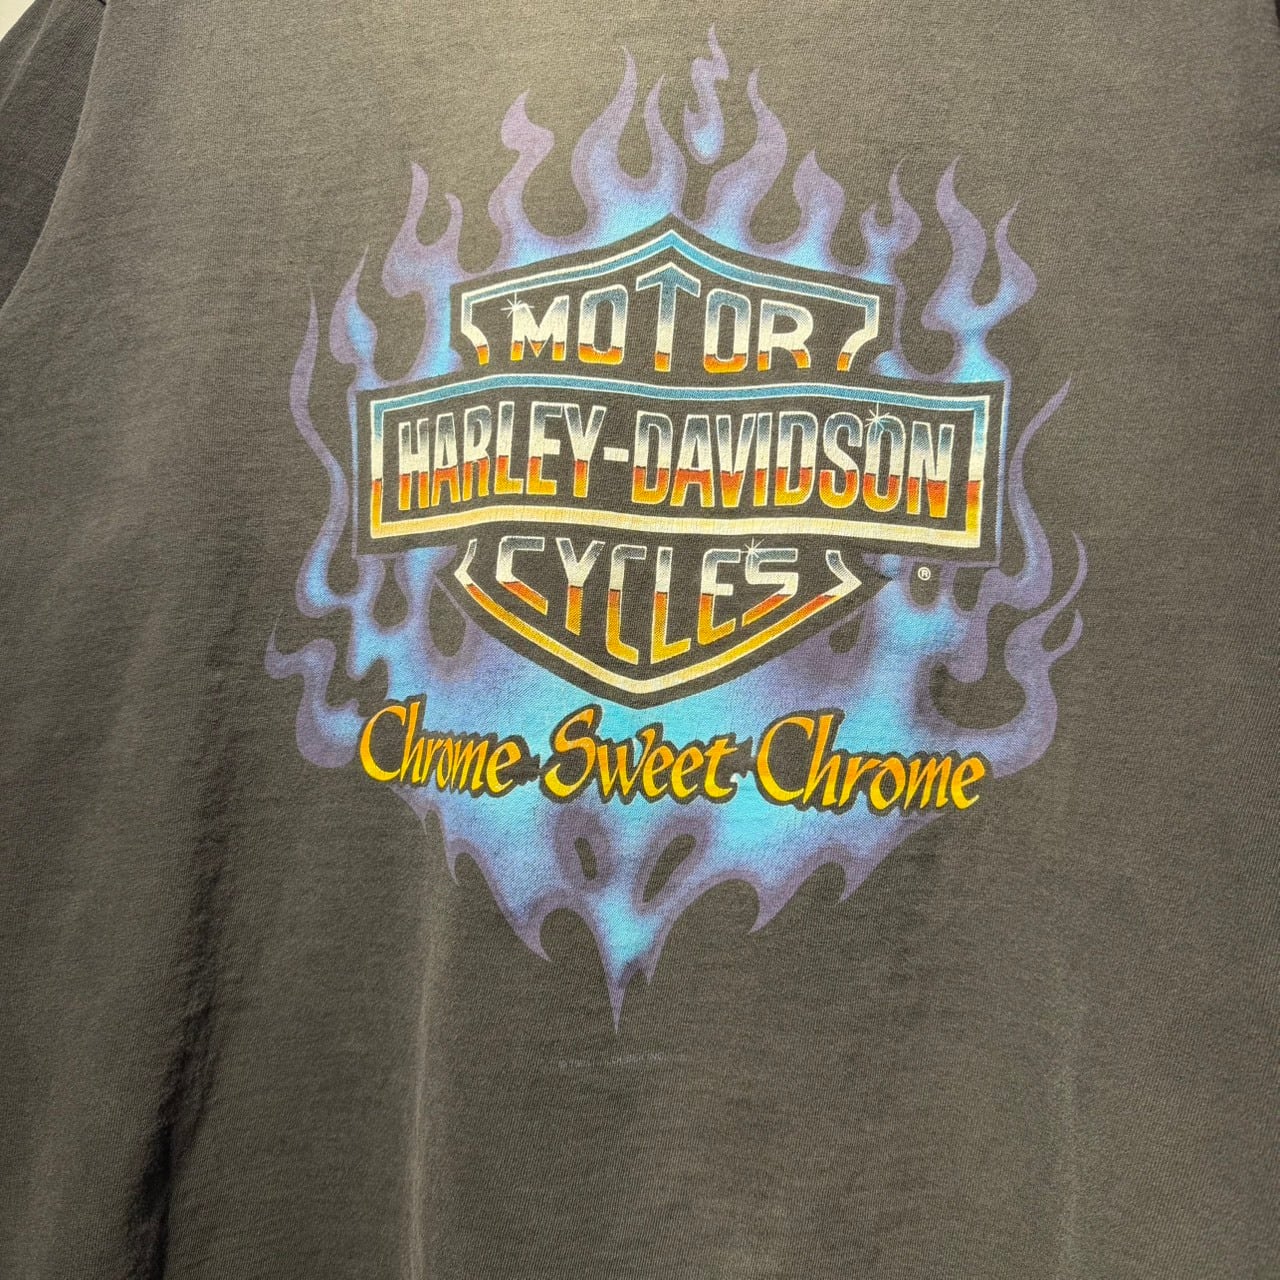 MOTOR
HARLEY-DAVIDSON
CYCLES
®
Chrome Sweet Chrome
©